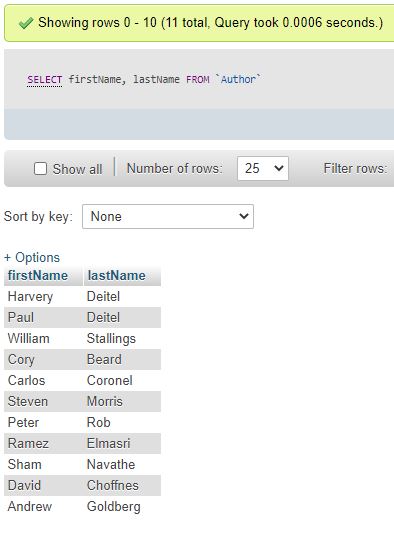 Showing rows 0 - 10 (11 total, Query took 0.0006 seconds.)
SELECT firstName, lastName FROM `Author`
Show all Number of rows: 25 Filter rows:
Sort by key: None
+ Options
firstName lastName
Harvery Deitel
Paul Deitel
William Stallings
Cory Beard
Carlos Coronel
Steven Morris
Peter Rob
Ramez Elmasri
Sham Navathe
David Choffnes
Andrew Goldberg